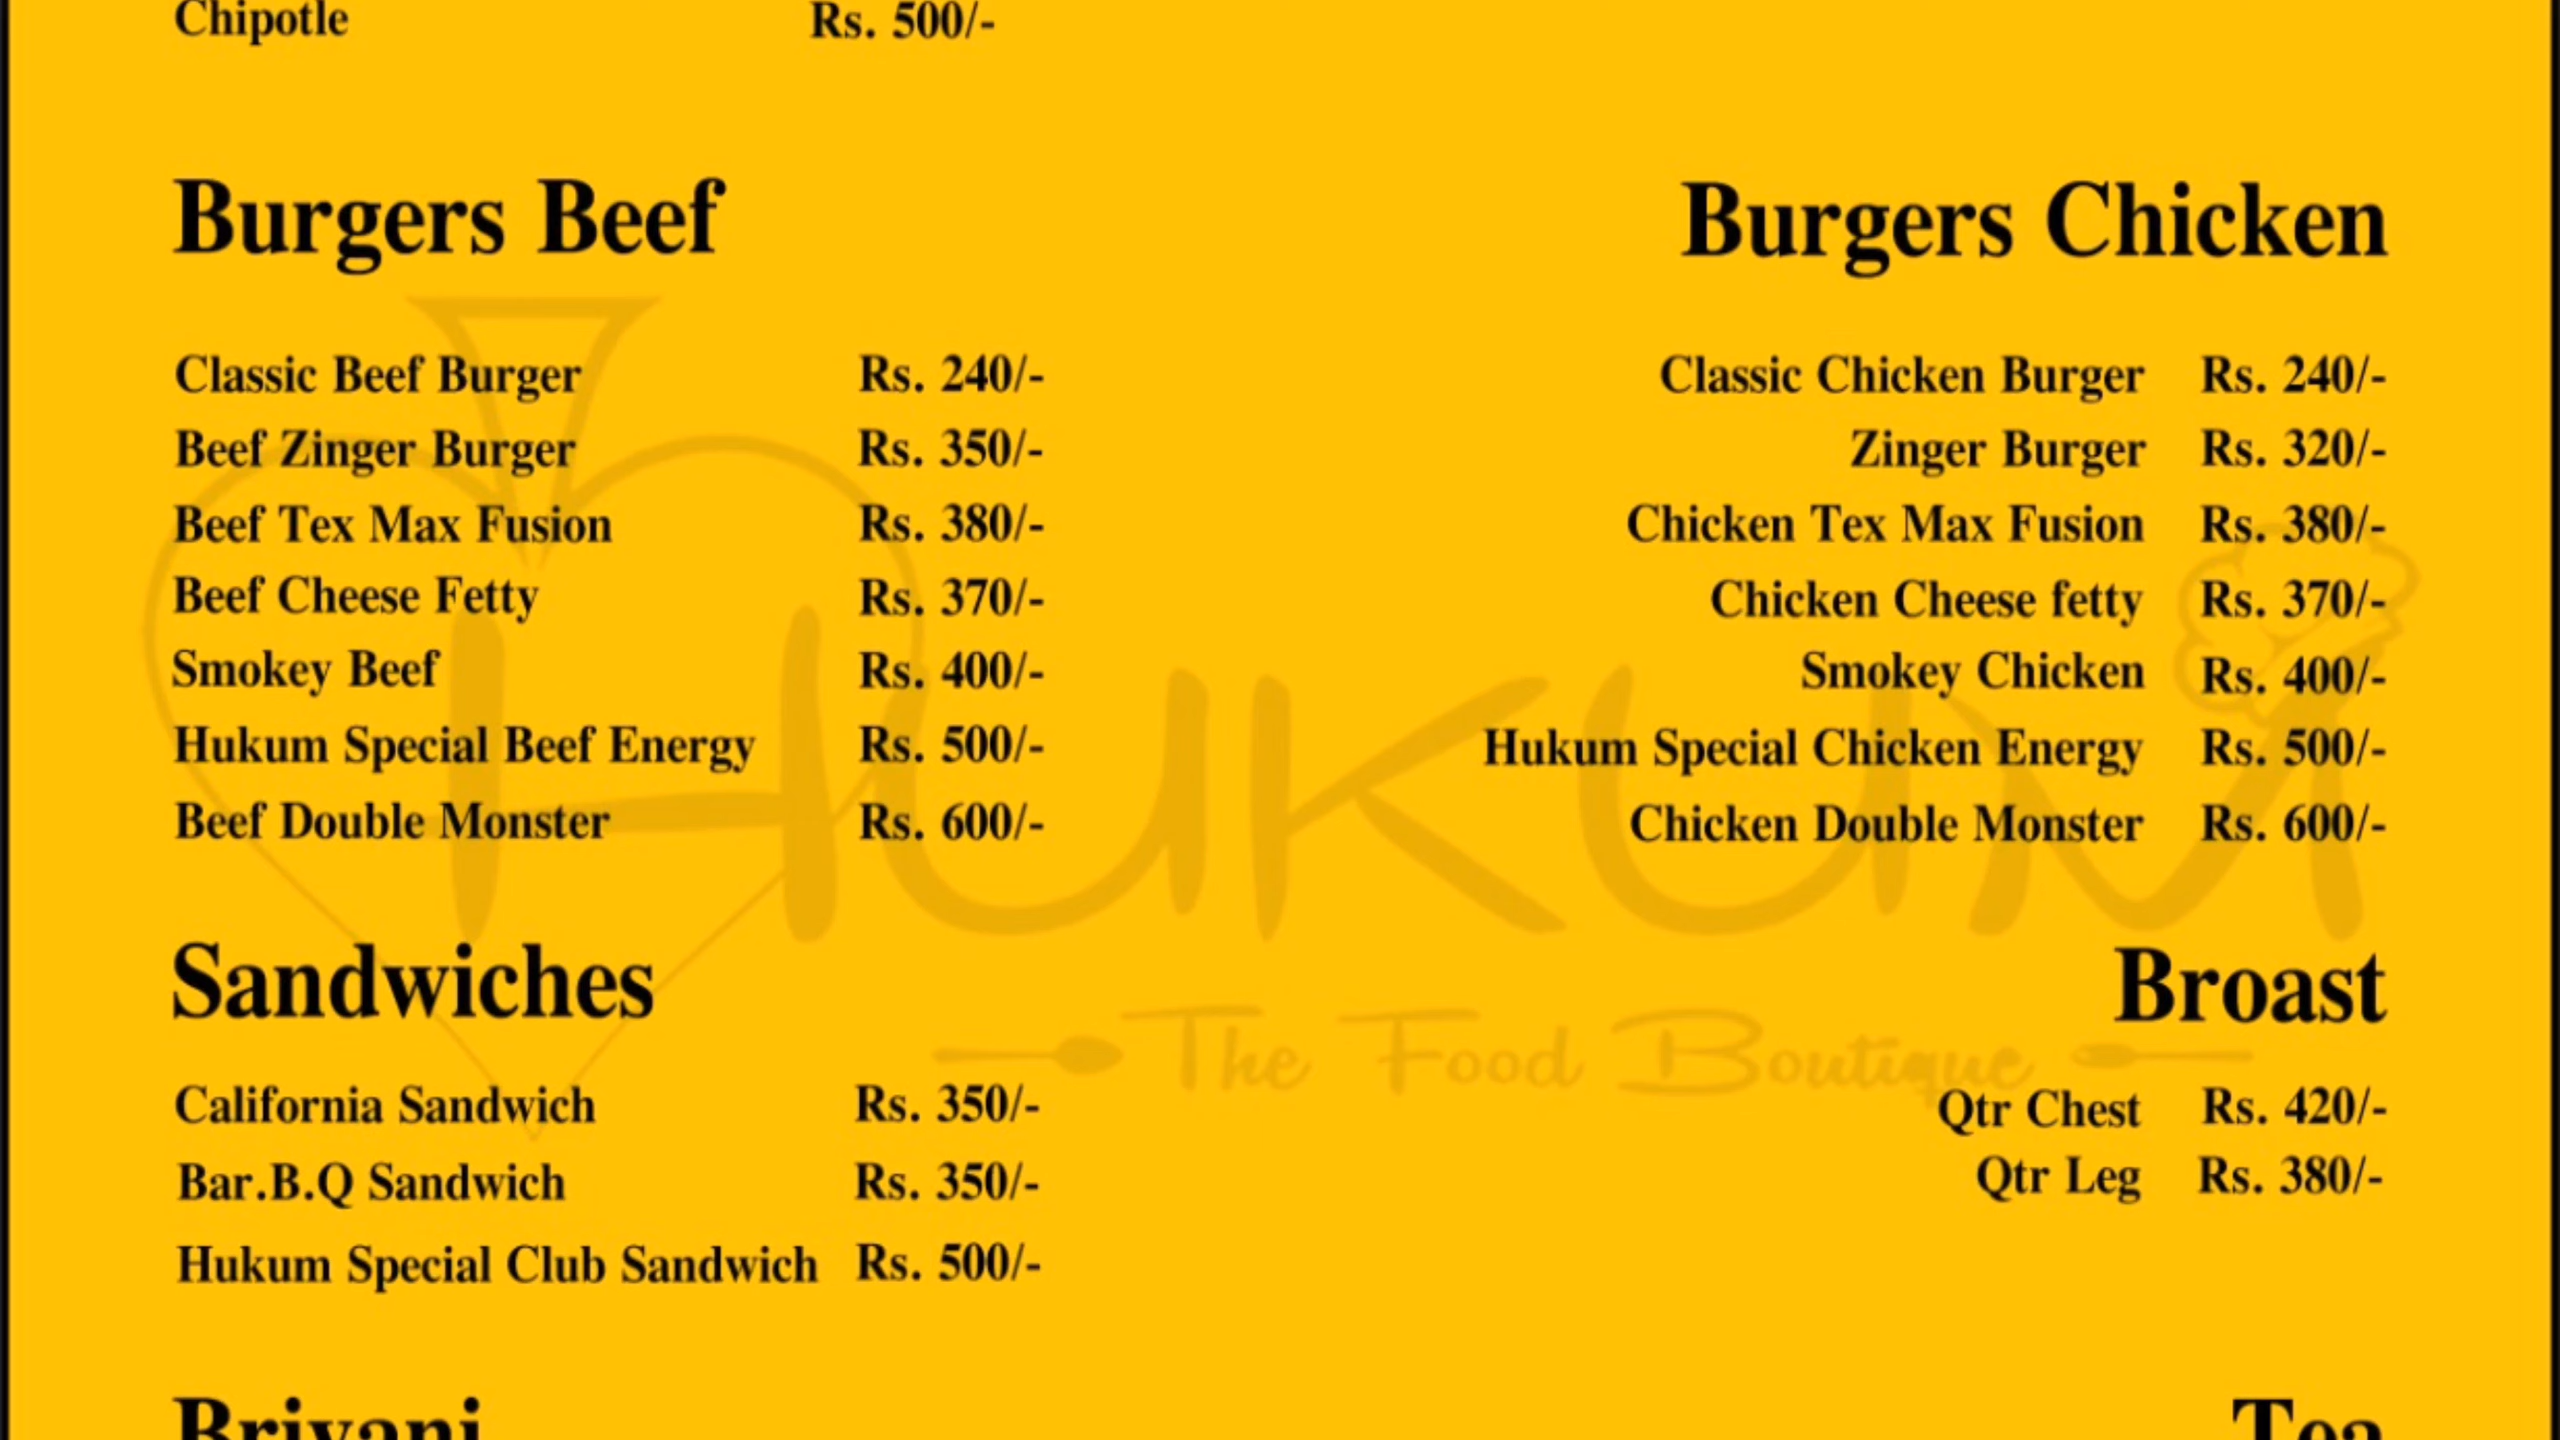 Chipotle Rs. 500/-
Burgers Beef
Classic Beef Burger Rs. 240/-
Beef Zinger Burger Rs. 350/-
Beef Tex Max Fusion Rs. 380/-
Beef Cheese Fetty Rs. 370/-
Smokey Beef Rs. 400/-
Hukum Special Beef Energy Rs. 500/-
Beef Double Monster Rs. 600/-
Burgers Chicken
Classic Chicken Burger Rs. 240/-
Zinger Burger Rs. 320/-
Chicken Tex Max Fusion Rs. 380/-
Chicken Cheese fetty Rs. 370/-
Smokey Chicken Rs. 400/-
Hukum Special Chicken Energy Rs. 500/-
Chicken Double Monster Rs. 600/-
HUKUM
The Food Boutique
Sandwiches
California Sandwich Rs. 350/-
Bar.B.Q Sandwich Rs. 350/-
Hukum Special Club Sandwich Rs. 500/-
Broast
Qtr Chest Rs. 420/-
Qtr Leg Rs. 380/-
Briyani
Tea